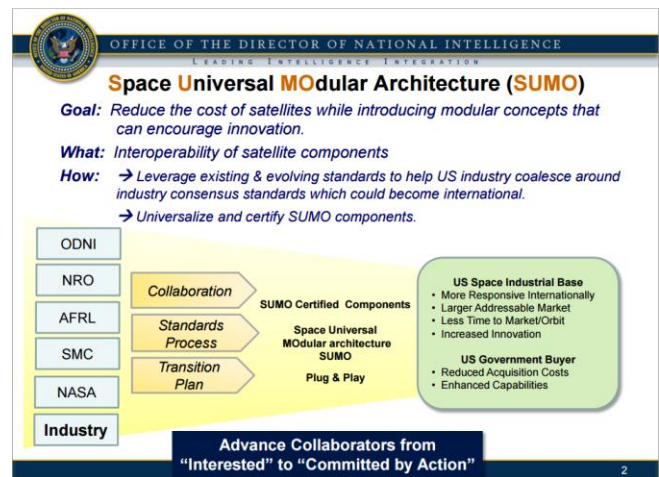 OFFICE OF THE DIRECTOR OF NATIONAL INTELLIGENCE
LEADING INTELLIGENCE INTEGRATION
Space Universal MOdular Architecture (SUMO)
Goal: Reduce the cost of satellites while introducing modular concepts that
can encourage innovation.
What: Interoperability of satellite components
How: → Leverage existing & evolving standards to help US industry coalesce around
industry consensus standards which could become international.
→ Universalize and certify SUMO components.
ODNI
NRO
AFRL
SMC
NASA
Industry
Collaboration
Standards
Process
Transition
Plan
SUMO Certified Components
Space Universal
MOdular architecture
SUMO
Plug & Play
US Space Industrial Base
• More Responsive Internationally
• Larger Addressable Market
• Less Time to Market/Orbit
• Increased Innovation
US Government Buyer
• Reduced Acquisition Costs
• Enhanced Capabilities
Advance Collaborators from
“Interested” to “Committed by Action”
2